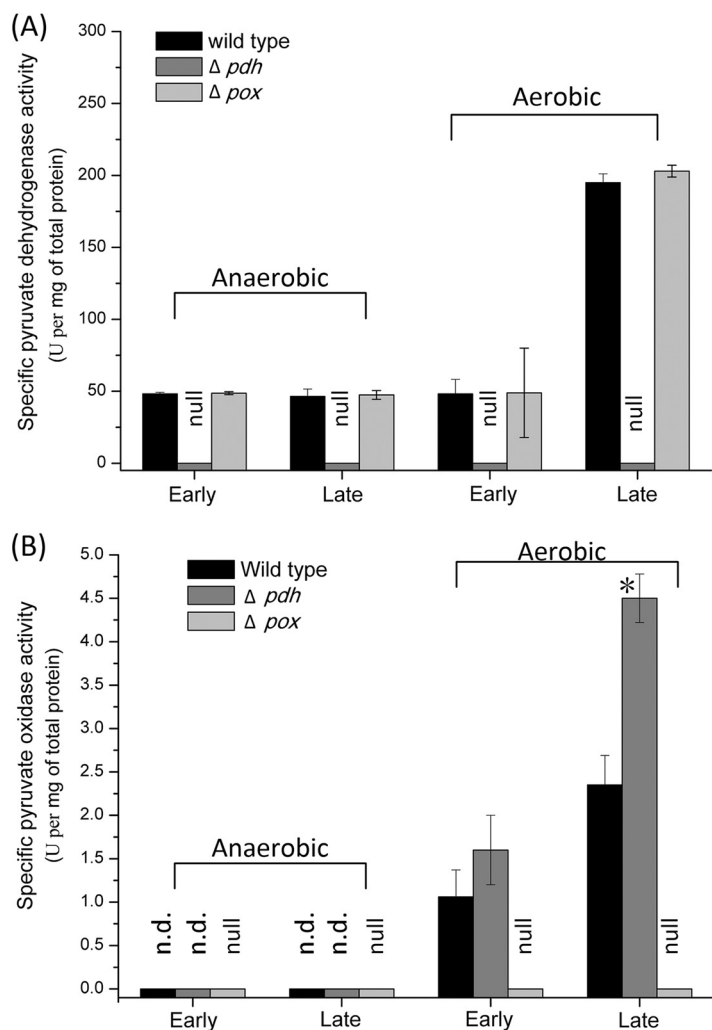 (A)
Specific pyruvate dehydrogenase activity
(U per mg of total protein)
300
250
200
150
100
50
0
wild type
Δ pdh
Δ pox
Aerobic
Anaerobic
null
null
null
null
Early
Late
Early
Late
(B)
Specific pyruvate oxidase activity
(U per mg of total protein)
5.0
4.5
4.0
3.5
3.0
2.5
2.0
1.5
1.0
0.5
0.0
Wild type
Δ pdh
Δ pox
Aerobic
*
Anaerobic
n.d.
n.d.
null
n.d.
n.d.
null
null
null
Early
Late
Early
Late